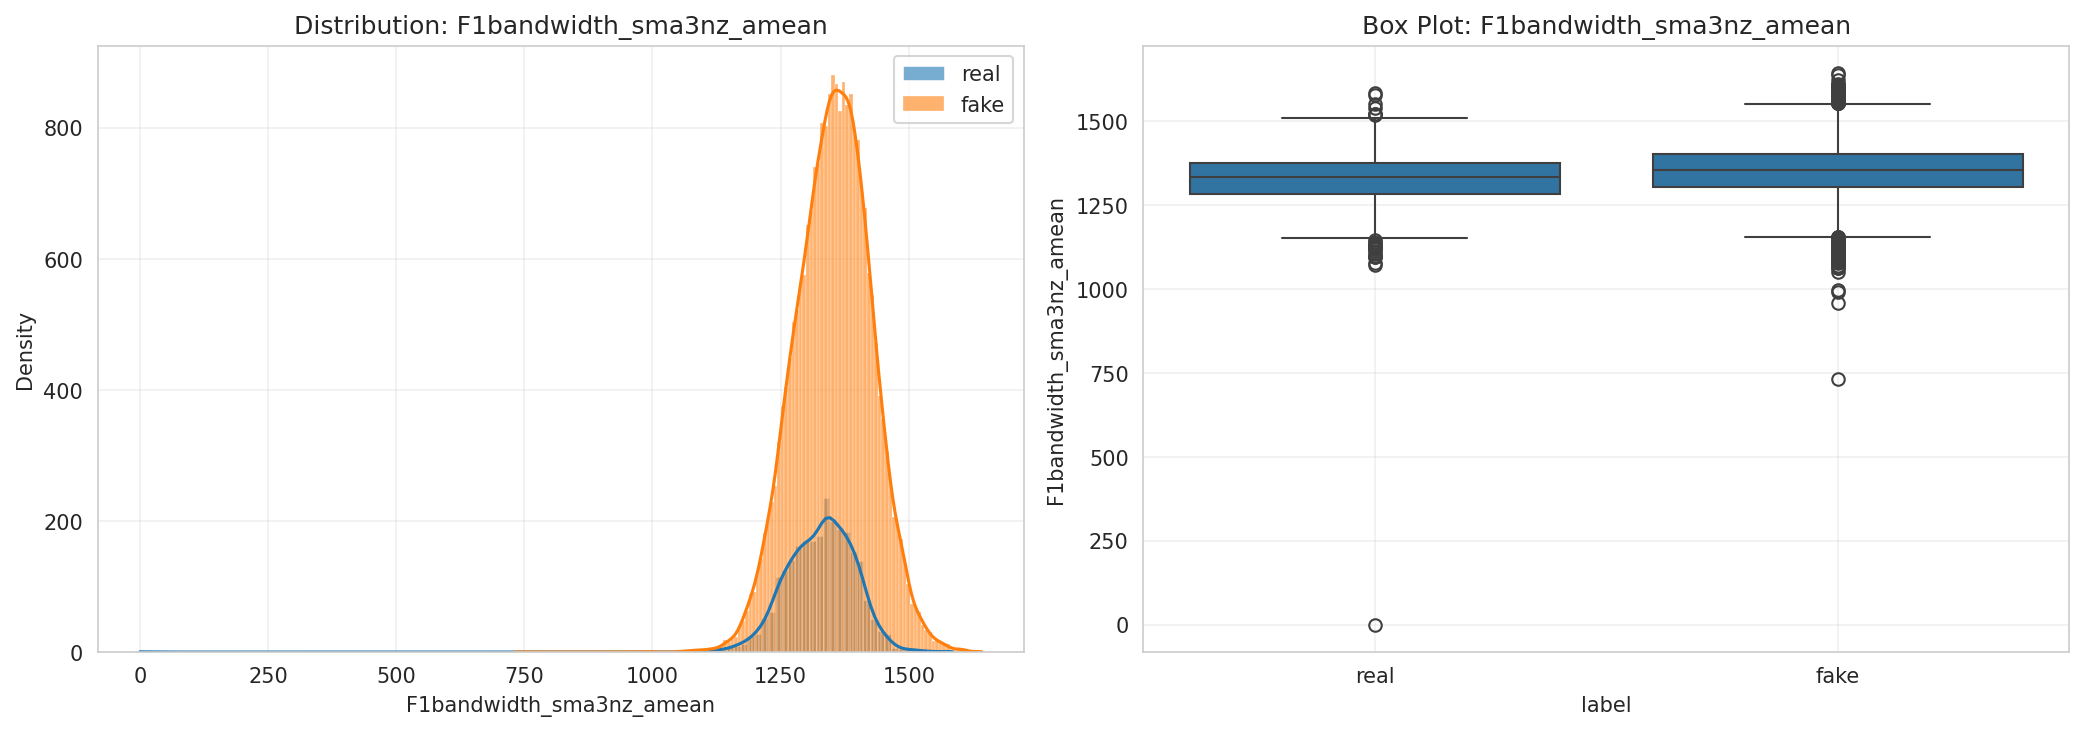 Distribution: F1bandwidth_sma3nz_amean
real
fake
Density
800
600
400
200
0
0 250 500 750 1000 1250 1500
F1bandwidth_sma3nz_amean
Box Plot: F1bandwidth_sma3nz_amean
F1bandwidth_sma3nz_amean
1500
1250
1000
750
500
250
0
real fake
label